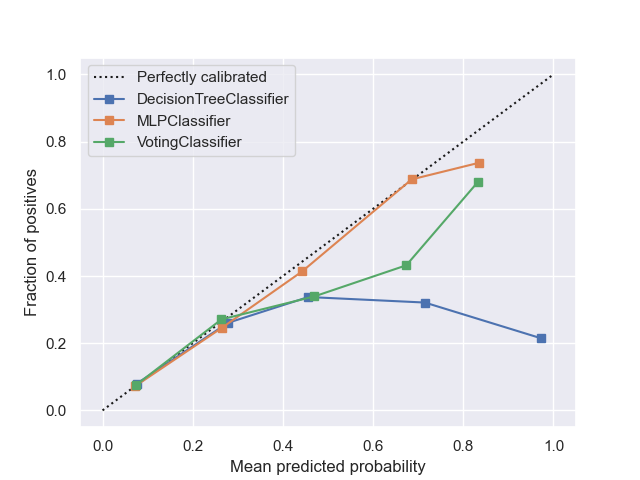 Perfectly calibrated
DecisionTreeClassifier
MLPClassifier
VotingClassifier
Fraction of positives
1.0
0.8
0.6
0.4
0.2
0.0
0.0 0.2 0.4 0.6 0.8 1.0
Mean predicted probability